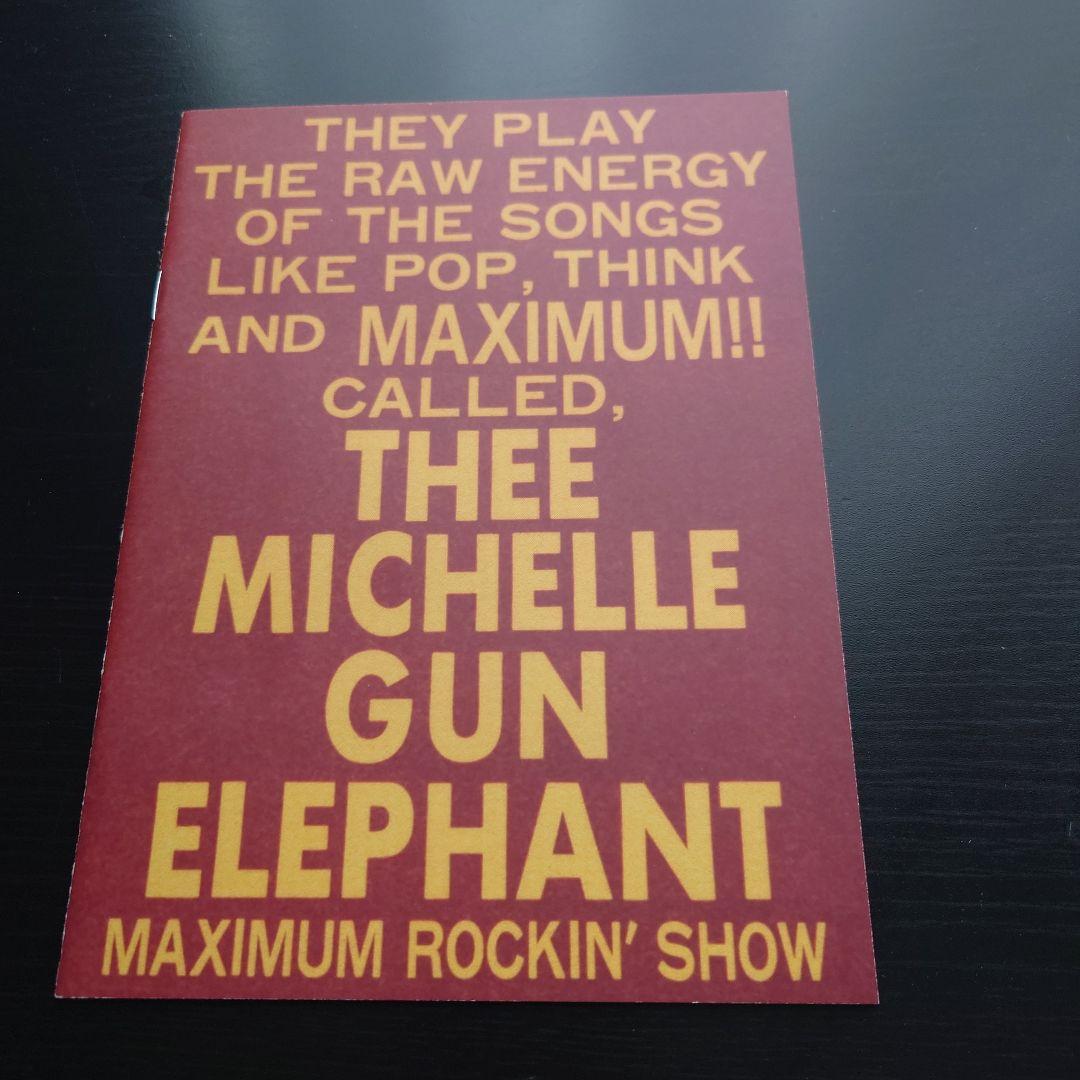 THEY PLAY
THE RAW ENERGY
OF THE SONGS
LIKE POP, THINK
AND MAXIMUM!!
CALLED,
THEE
MICHELLE
GUN
ELEPHANT
MAXIMUM ROCKIN' SHOW